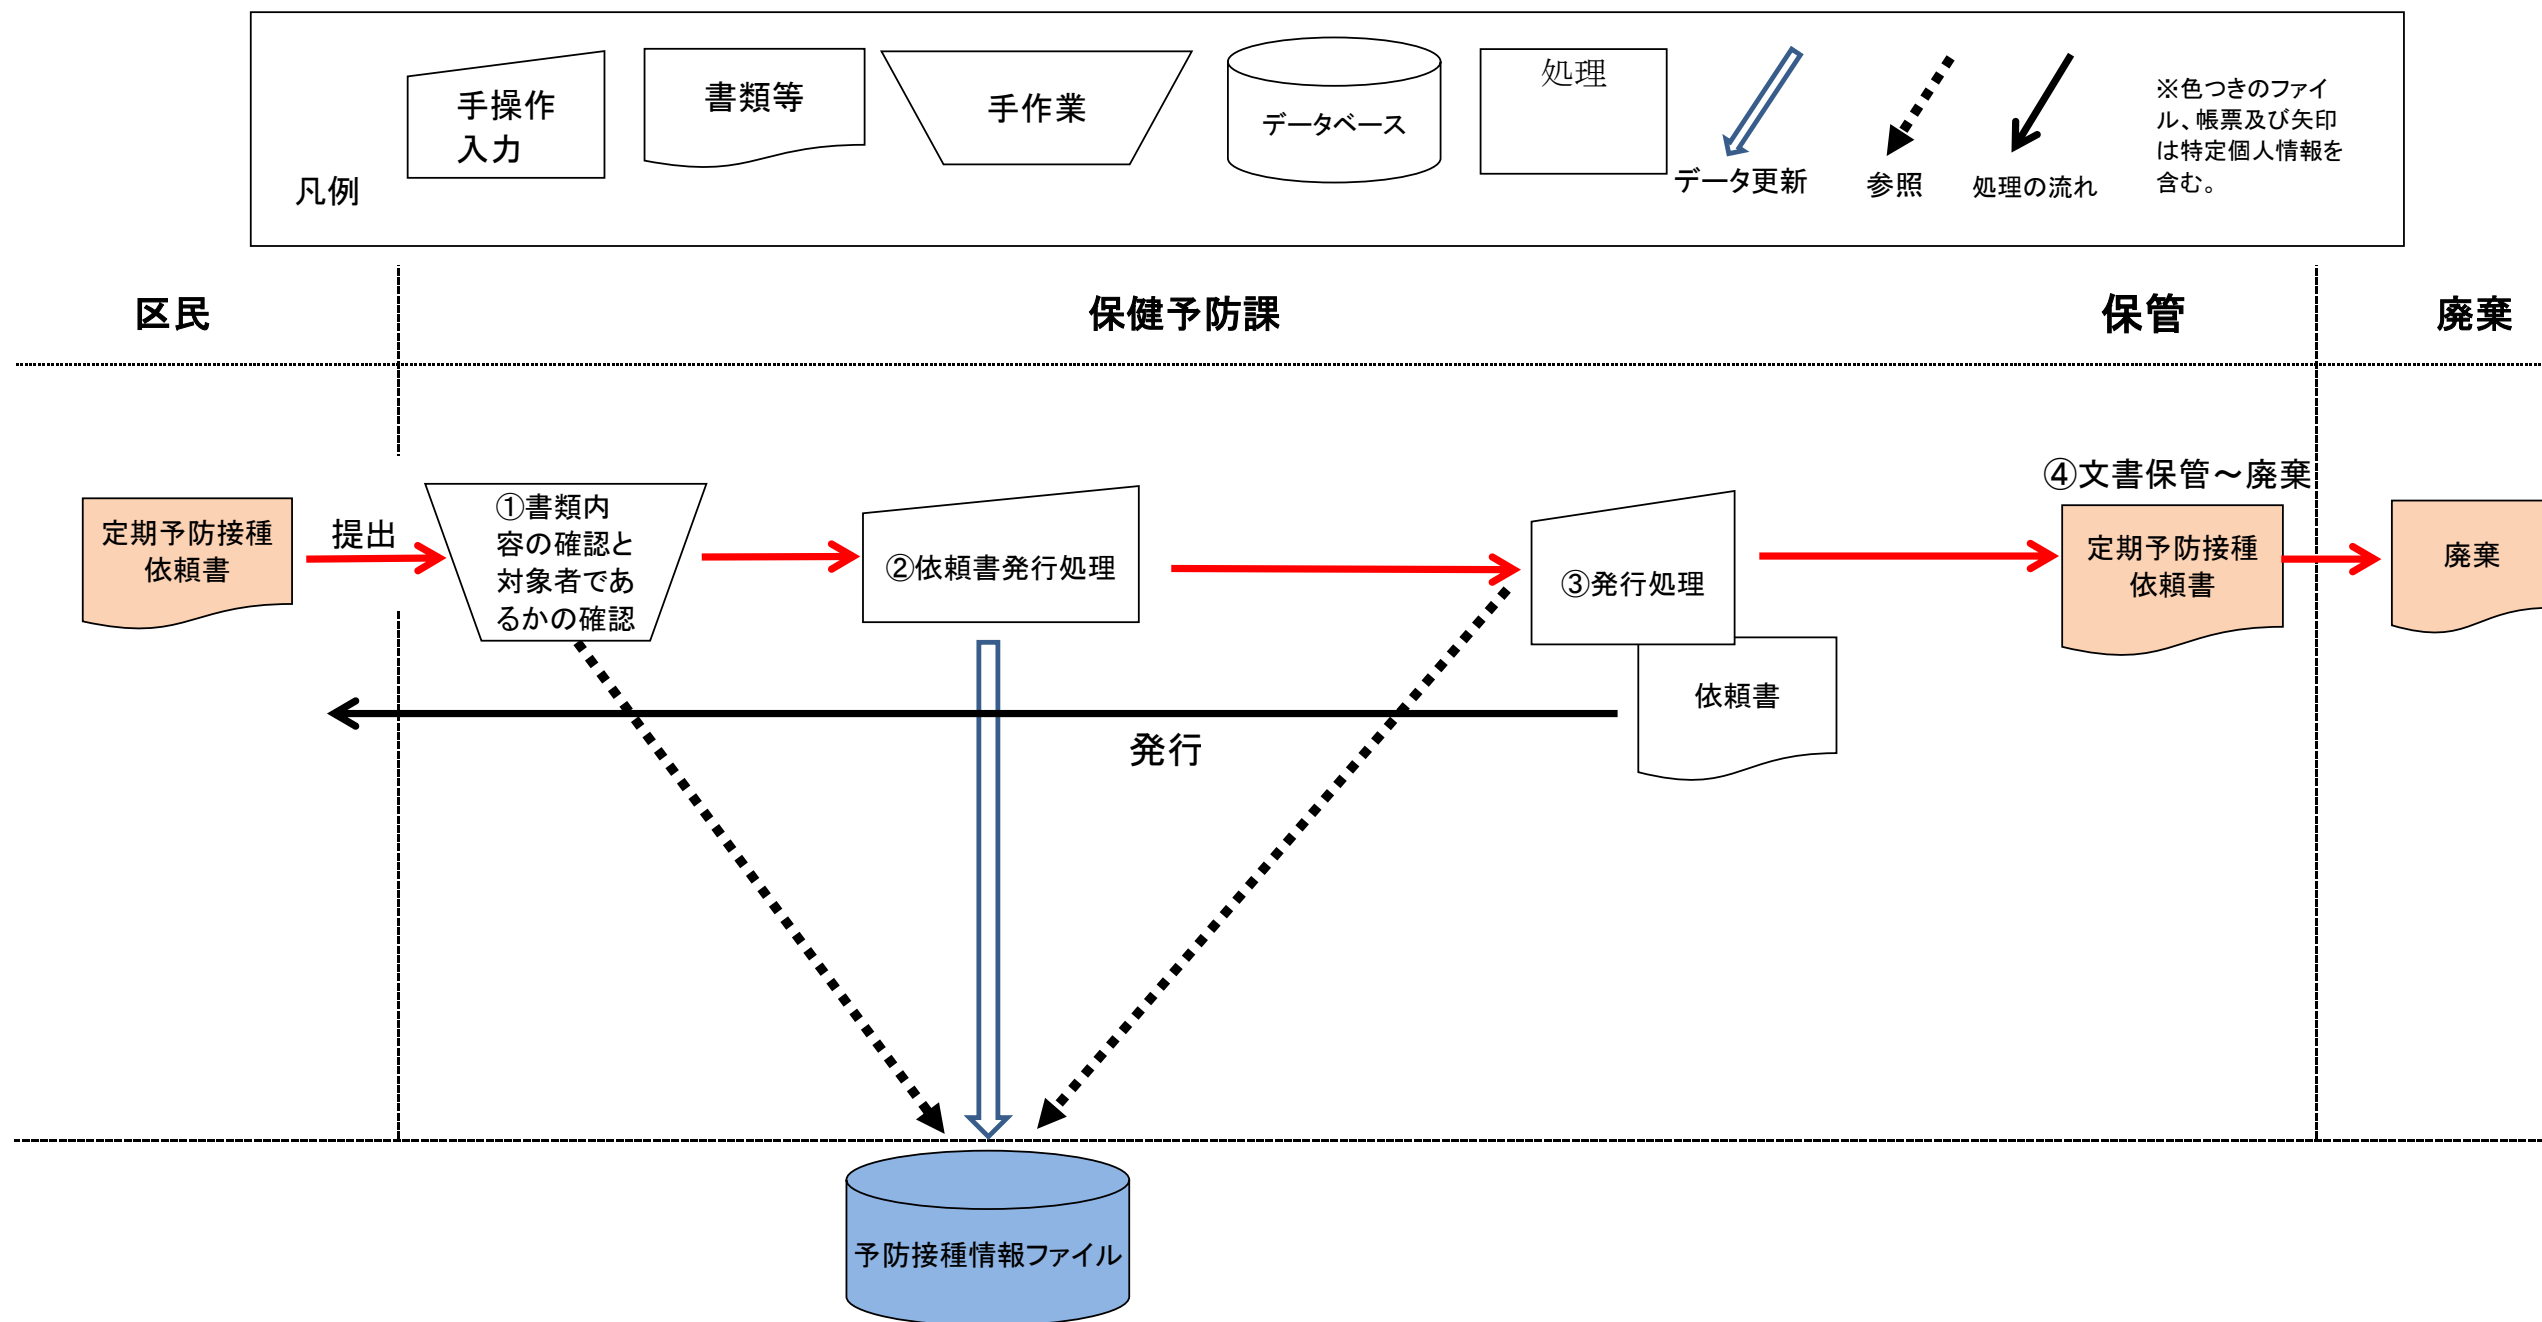 凡例
手操作
入力
書類等
手作業
データベース
処理
データ更新
参照
処理の流れ
※色つきのファイ
ル、帳票及び矢印
は特定個人情報を
含む。
区民
保健予防課
保管
廃棄
定期予防接種
依頼書
提出
①書類内
容の確認と
対象者であ
るかの確認
②依頼書発行処理
③発行処理
依頼書
発行
④文書保管～廃棄
定期予防接種
依頼書
廃棄
予防接種情報ファイル